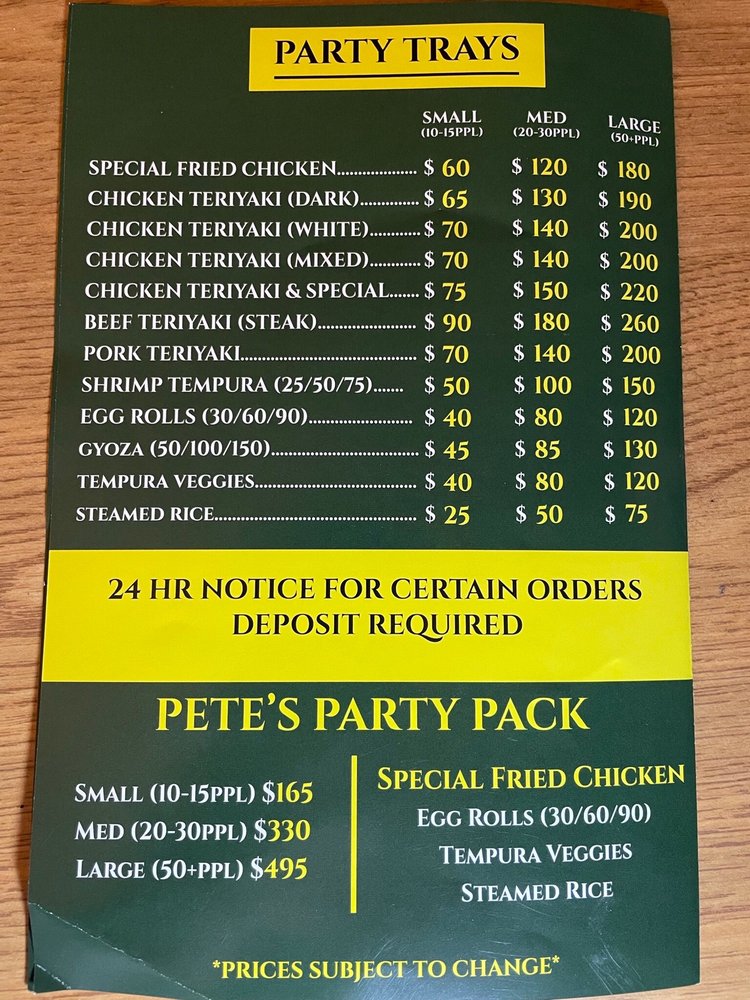 PARTY TRAYS
SMALL MED LARGE
(10-15PPL) (20-30PPL) (50+PPL)
SPECIAL FRIED CHICKEN.................. $ 60 $ 120 $ 180
CHICKEN TERIYAKI (DARK).............. $ 65 $ 130 $ 190
CHICKEN TERIYAKI (WHITE)............ $ 70 $ 140 $ 200
CHICKEN TERIYAKI (MIXED)............ $ 70 $ 140 $ 200
CHICKEN TERIYAKI & SPECIAL....... $ 75 $ 150 $ 220
BEEF TERIYAKI (STEAK)....................... $ 90 $ 180 $ 260
PORK TERIYAKI......................................... $ 70 $ 140 $ 200
SHRIMP TEMPURA (25/50/75)....... $ 50 $ 100 $ 150
EGG ROLLS (30/60/90)........................ $ 40 $ 80 $ 120
GYOZA (50/100/150).................................. $ 45 $ 85 $ 130
TEMPURA VEGGIES...................................... $ 40 $ 80 $ 120
STEAMED RICE............................................... $ 25 $ 50 $ 75
24 HR NOTICE FOR CERTAIN ORDERS
DEPOSIT REQUIRED
PETE'S PARTY PACK
SMALL (10-15PPL) $165
MED (20-30PPL) $330
LARGE (50+PPL) $495
SPECIAL FRIED CHICKEN
EGG ROLLS (30/60/90)
TEMPURA VEGGIES
STEAMED RICE
*PRICES SUBJECT TO CHANGE*